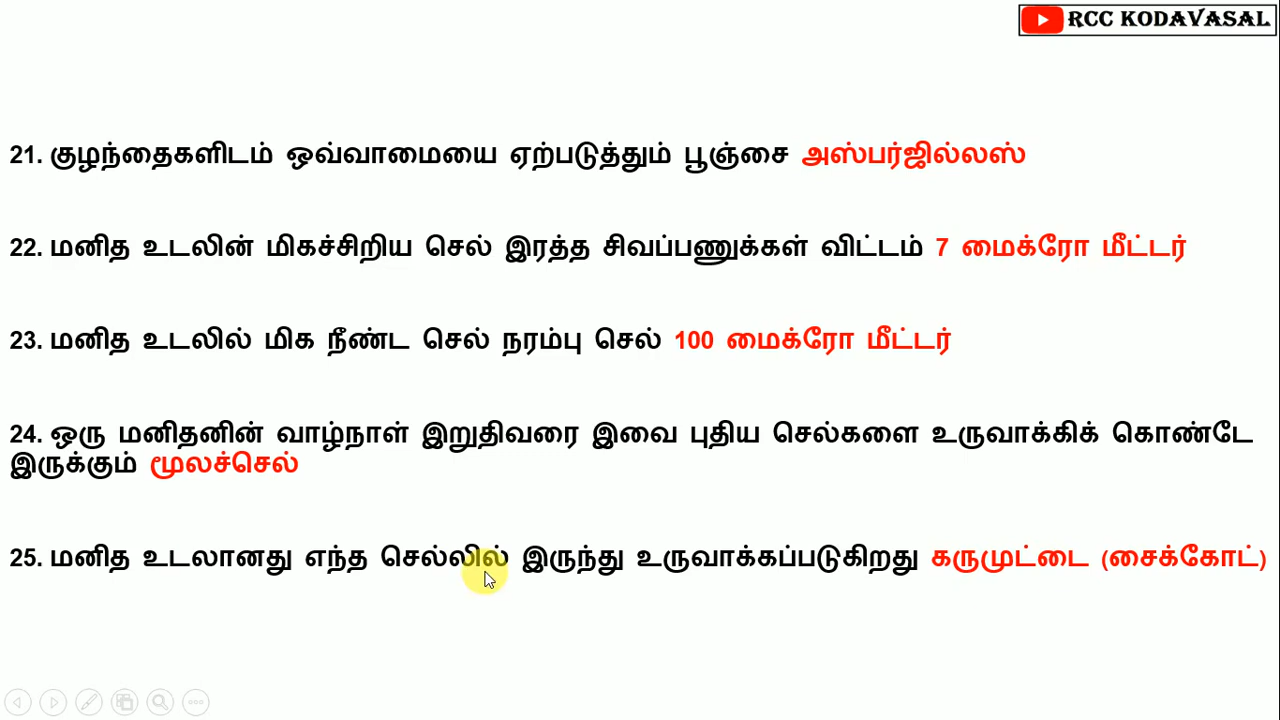 RCC KODAVASAL
21. குழந்தைகளிடம் ஒவ்வாமையை ஏற்படுத்தும் பூஞ்சை அஸ்பர்ஜில்லஸ்
22. மனித உடலின் மிகச்சிறிய செல் இரத்த சிவப்பணுக்கள் விட்டம் 7 மைக்ரோ மீட்டர்
23. மனித உடலில் மிக நீண்ட செல் நரம்பு செல் 100 மைக்ரோ மீட்டர்
24. ஒரு மனிதனின் வாழ்நாள் இறுதிவரை இவை புதிய செல்களை உருவாக்கிக் கொண்டே
இருக்கும் மூலச்செல்
25. மனித உடலானது எந்த செல்லில் இருந்து உருவாக்கப்படுகிறது கருமுட்டை (சைக்கோட்)